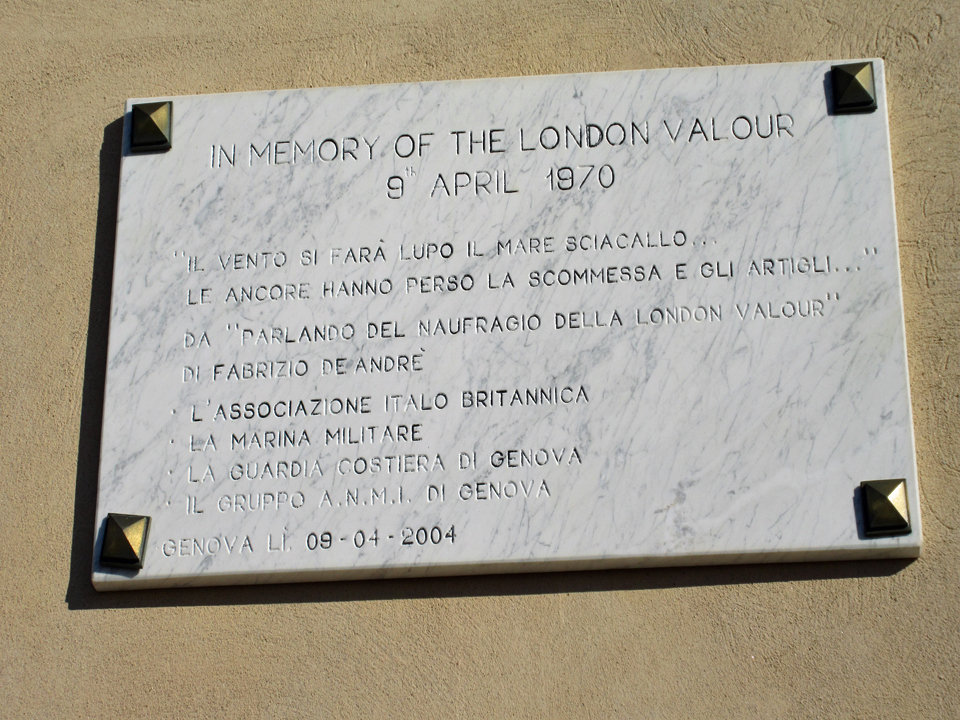 IN MEMORY OF THE LONDON VALOUR
9th APRIL 1970
"IL VENTO SI FARÀ LUPO IL MARE SCIACALLO...
LE ANCORE HANNO PERSO LA SCOMMESSA E GLI ARTIGLI..."
DA "PARLANDO DEL NAUFRAGIO DELLA LONDON VALOUR"
DI FABRIZIO DE ANDRÈ
· L'ASSOCIAZIONE ITALO BRITANNICA
· LA MARINA MILITARE
· LA GUARDIA COSTIERA DI GENOVA
· IL GRUPPO A.N.M.I. DI GENOVA
GENOVA LÌ. 09-04-2004